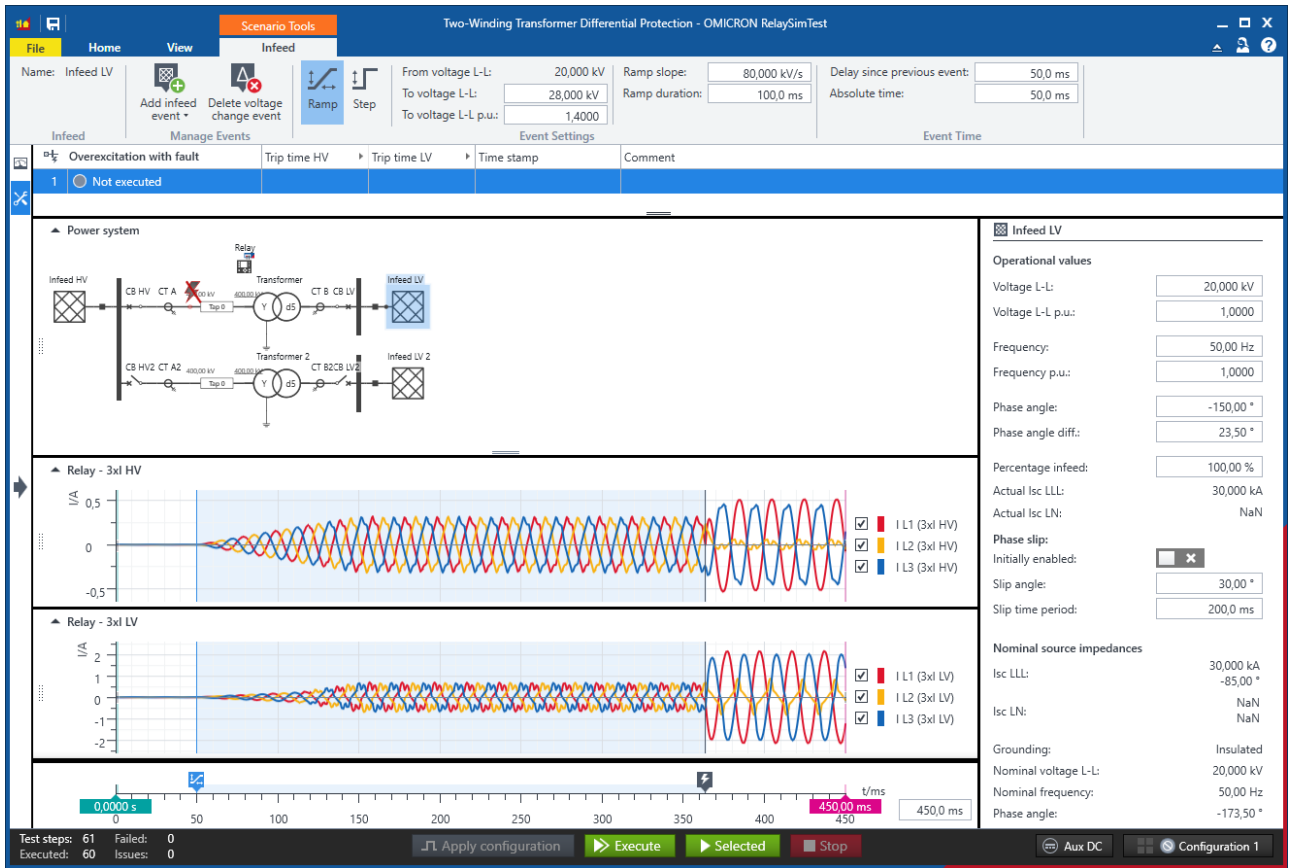 Two-Winding Transformer Differential Protection - OMICRON RelaySimTest
Scenario Tools
File Home View Infeed
Name: Infeed LV
Add infeed event
Delete voltage change event
Ramp Step
From voltage L-L: 20,000 kV
To voltage L-L: 28,000 kV
To voltage L-L p.u.: 1,4000
Ramp slope: 80,000 kV/s
Ramp duration: 100,0 ms
Delay since previous event: 50,0 ms
Absolute time: 50,0 ms
Infeed Manage Events Event Settings Event Time
Overexcitation with fault Trip time HV Trip time LV Time stamp Comment
1 Not executed
Power system
Relay
Infeed HV
CB HV CT A
Tap 0
400,00 kV
Transformer
Y d5
CT B CB LV
Infeed LV
CB HV2 CT A2
400,00 kV
Tap 0
400,00 kV
Transformer 2
Y d5
CT B2 CB LV2
Infeed LV 2
Relay - 3xI HV
I/A
0,5
0
-0,5
I L1 (3xI HV)
I L2 (3xI HV)
I L3 (3xI HV)
Relay - 3xI LV
I/A
2
1
0
-1
-2
I L1 (3xI LV)
I L2 (3xI LV)
I L3 (3xI LV)
t/ms
0,0000 s
450,00 ms
450,0 ms
0 50 100 150 200 250 300 350 400 450
Infeed LV
Operational values
Voltage L-L: 20,000 kV
Voltage L-L p.u.: 1,0000
Frequency: 50,00 Hz
Frequency p.u.: 1,0000
Phase angle: -150,00 °
Phase angle diff.: 23,50 °
Percentage infeed: 100,00 %
Actual Isc LLL: 30,000 kA
Actual Isc LN: NaN
Phase slip:
Initially enabled:
Slip angle: 30,00 °
Slip time period: 200,0 ms
Nominal source impedances
Isc LLL: 30,000 kA
-85,00 °
Isc LN: NaN
NaN
Grounding: Insulated
Nominal voltage L-L: 20,000 kV
Nominal frequency: 50,00 Hz
Phase angle: -173,50 °
Test steps: 61 Failed: 0
Executed: 60 Issues: 0
Apply configuration Execute Selected Stop
Aux DC Configuration 1